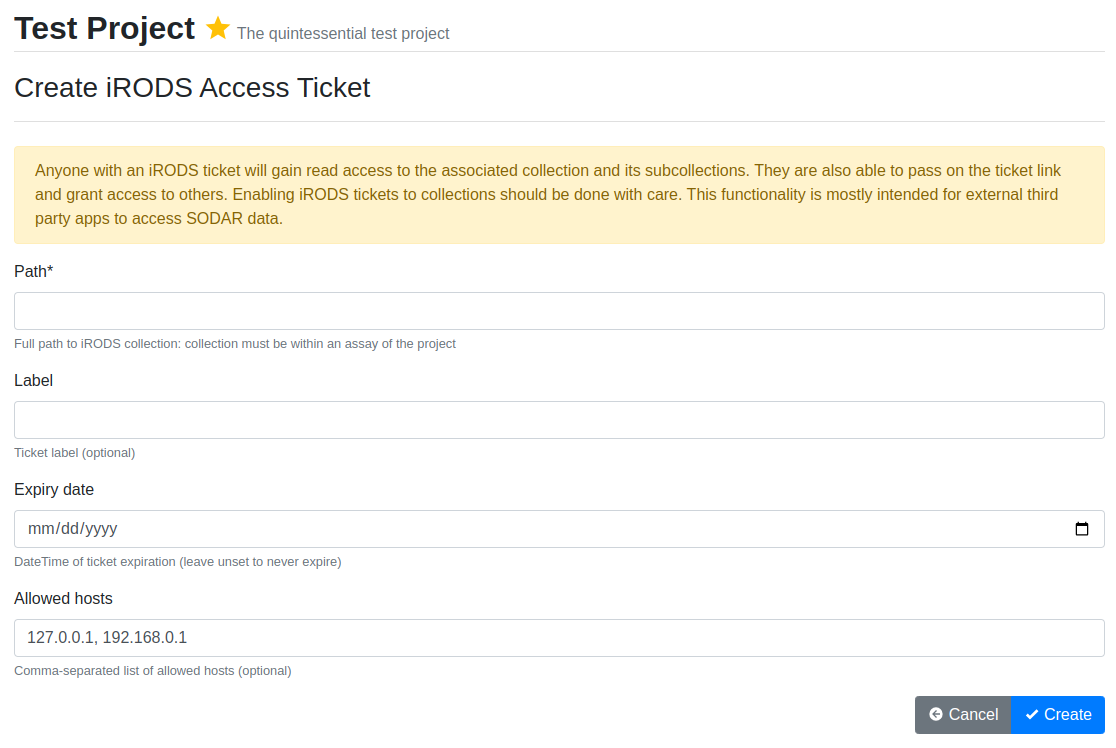 Test Project The quintessential test project
Create iRODS Access Ticket
Anyone with an iRODS ticket will gain read access to the associated collection and its subcollections. They are also able to pass on the ticket link
and grant access to others. Enabling iRODS tickets to collections should be done with care. This functionality is mostly intended for external third
party apps to access SODAR data.
Path*
Full path to iRODS collection: collection must be within an assay of the project
Label
Ticket label (optional)
Expiry date
mm/dd/yyyy
DateTime of ticket expiration (leave unset to never expire)
Allowed hosts
127.0.0.1, 192.168.0.1
Comma-separated list of allowed hosts (optional)
Cancel Create